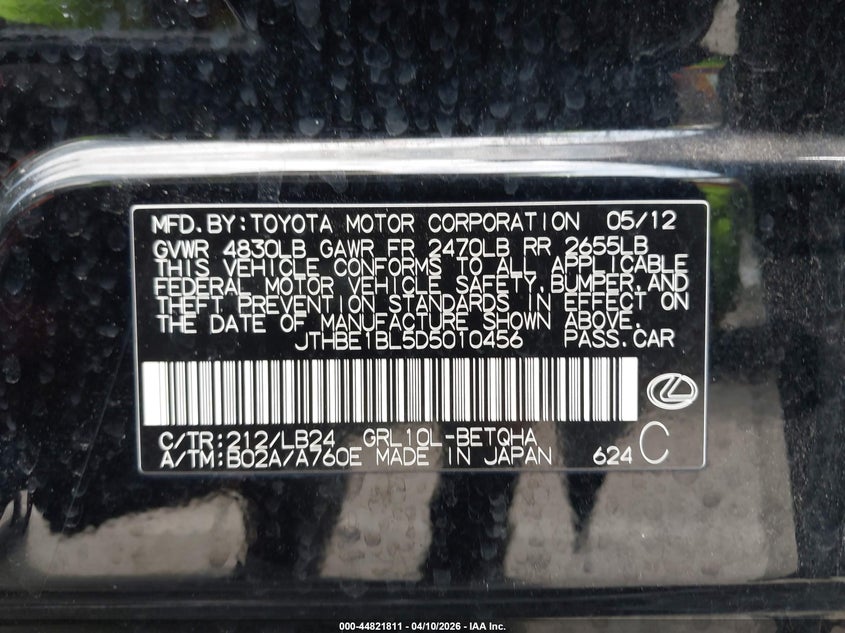 MFD.BY:TOYOTA MOTOR CORPORATION 05/12
GVWR 4830LB GAWR FR 2470LB RR 2655LB
THIS VEHICLE CONFORMS TO ALL APPLICABLE
FEDERAL MOTOR VEHICLE SAFETY,BUMPER,AND
THEFT PREVENTION STANDARDS IN EFFECT ON
THE DATE OF MANUFACTURE SHOWN ABOVE.
JTHBE1BL5D5010456 PASS.CAR
C/TR:212/LB24 GRL10L-BETQHA
A/TM:B02A/A760E MADE IN JAPAN 624 C
000-44821811 - 04/10/2026 - IAA Inc.